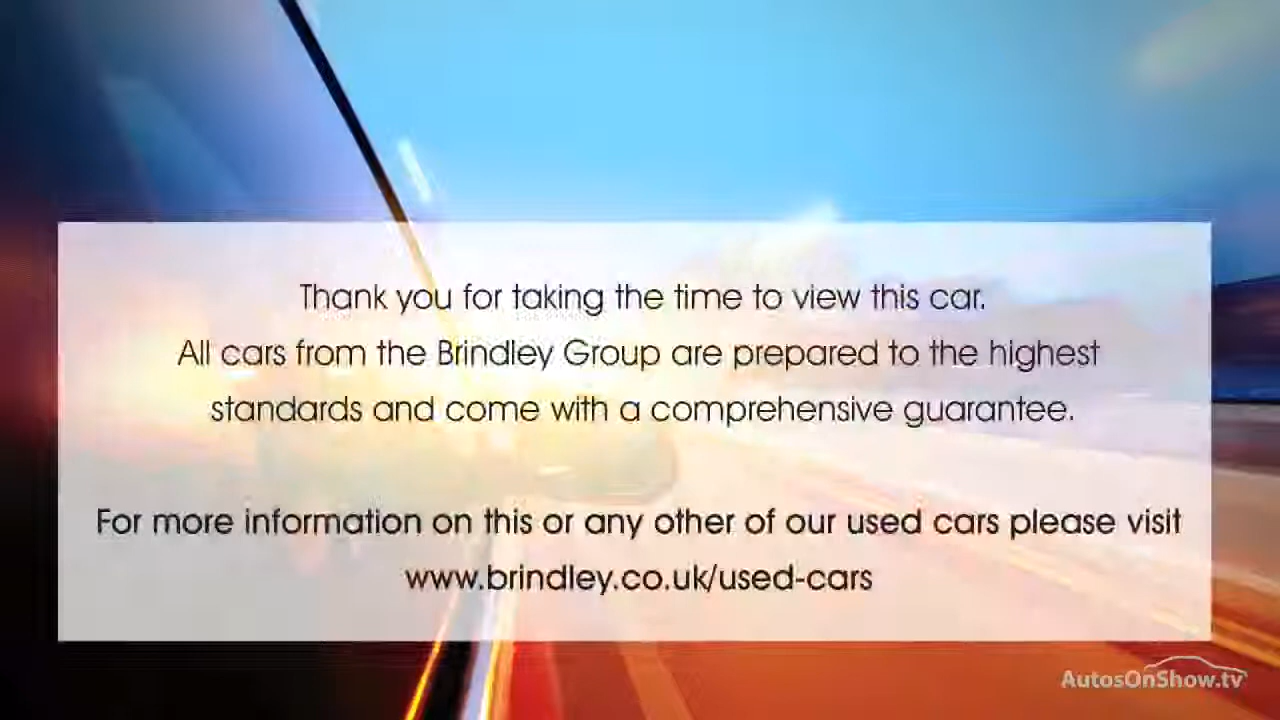 Thank you for taking the time to view this car.
All cars from the Brindley Group are prepared to the highest
standards and come with a comprehensive guarantee.
For more information on this or any other of our used cars please visit
www.brindley.co.uk/used-cars
AutosOnShow.tv